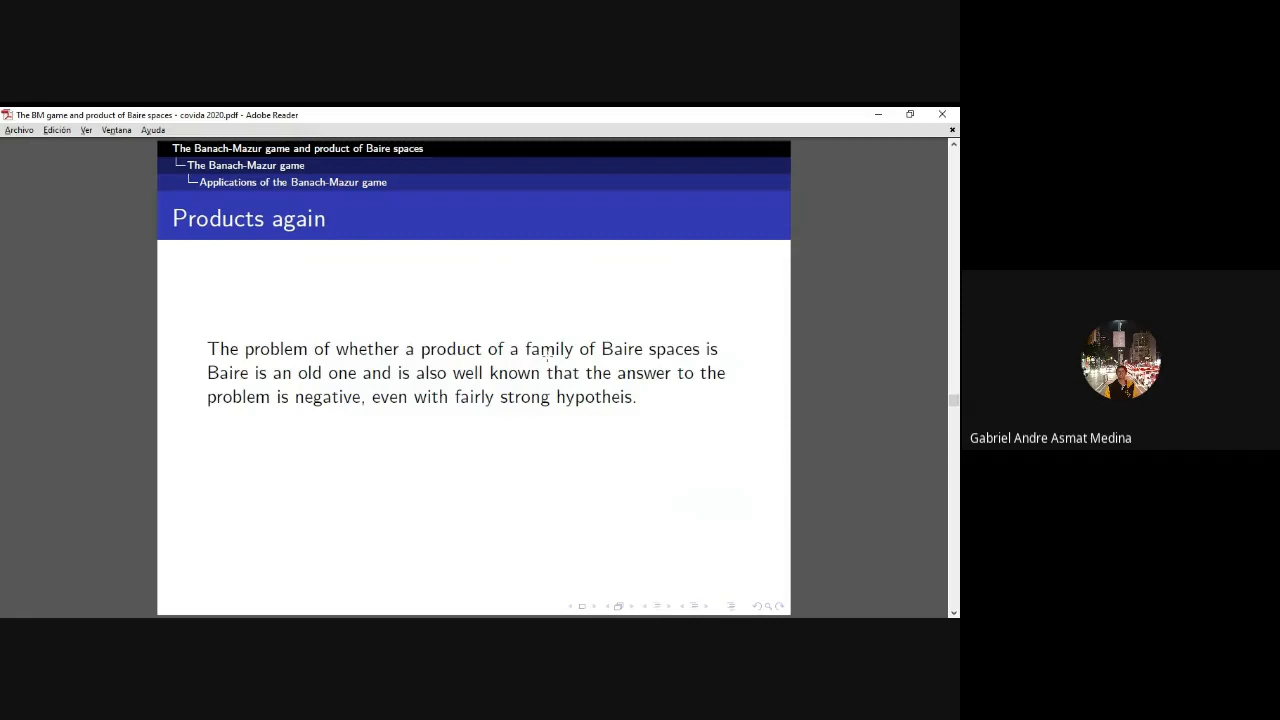 The BM game and product of Baire spaces - covida 2020.pdf - Adobe Reader
Archivo Edición Ver Ventana Ayuda
The Banach-Mazur game and product of Baire spaces
The Banach-Mazur game
Applications of the Banach-Mazur game
Products again
The problem of whether a product of a family of Baire spaces is
Baire is an old one and is also well known that the answer to the
problem is negative, even with fairly strong hypotheis.
Gabriel Andre Asmat Medina